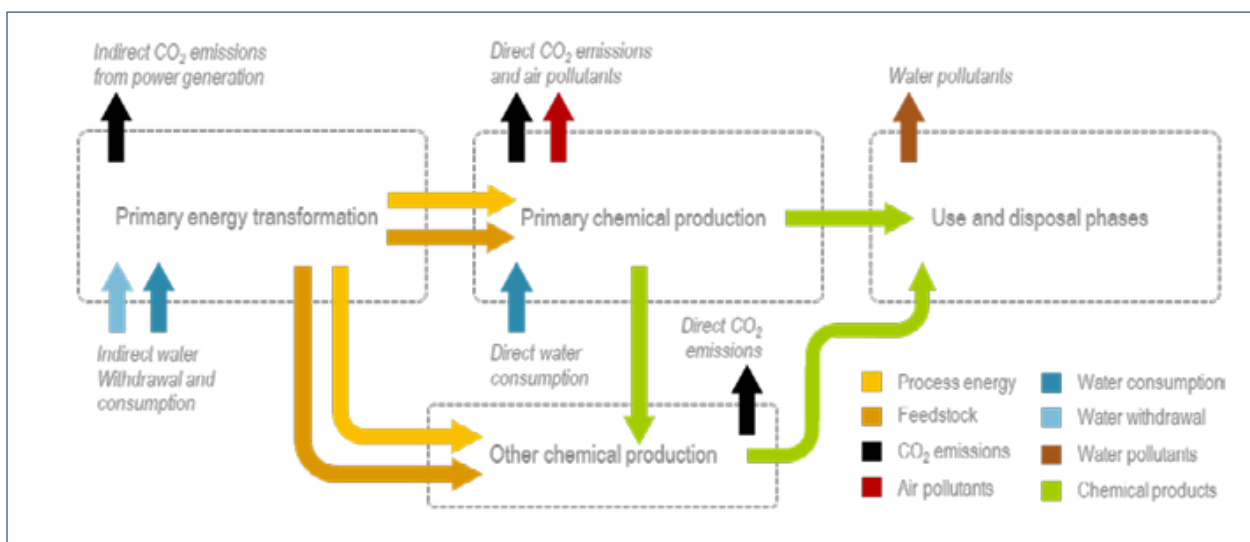 Indirect CO₂ emissions
from power generation
Direct CO₂ emissions
and air pollutants
Water pollutants
Primary energy transformation
Primary chemical production
Use and disposal phases
Indirect water
Withdrawal and
consumption
Direct water
consumption
Direct CO₂
emissions
Other chemical production
Process energy
Feedstock
CO₂ emissions
Air pollutants
Water consumption
Water withdrawal
Water pollutants
Chemical products